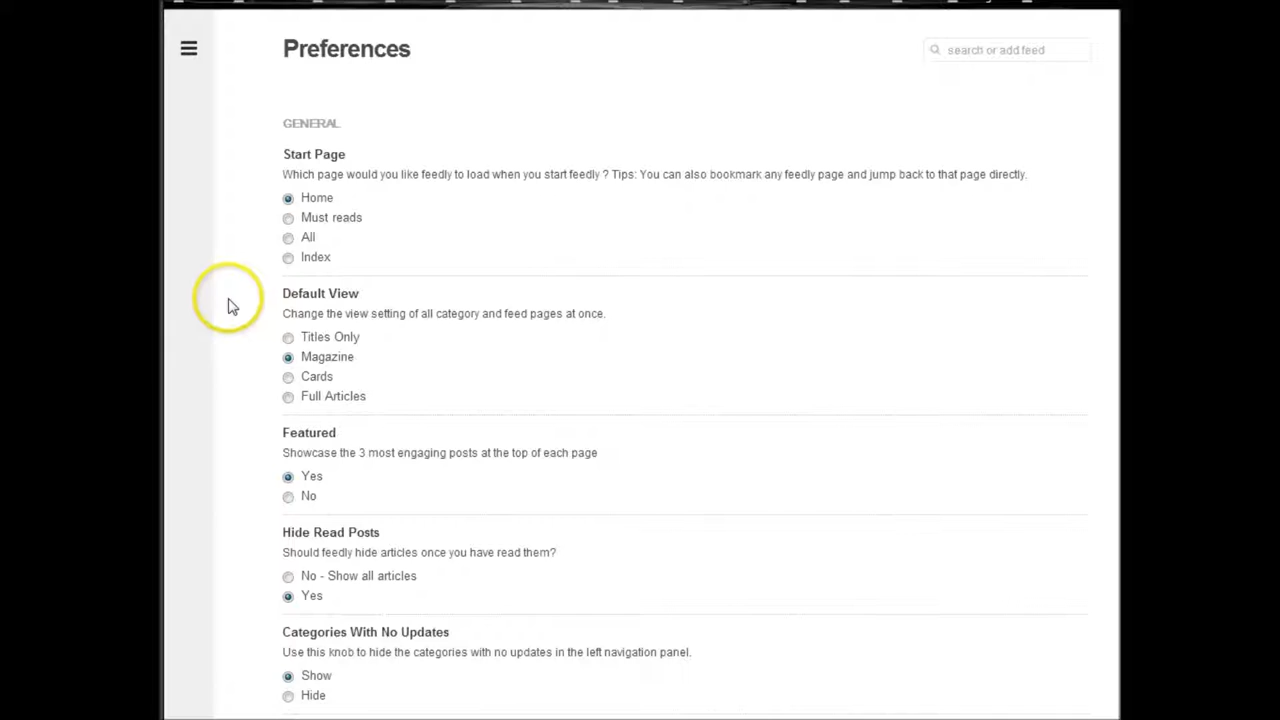 Preferences
search or add feed
GENERAL
Start Page
Which page would you like feedly to load when you start feedly ? Tips: You can also bookmark any feedly page and jump back to that page directly.
Home
Must reads
All
Index
Default View
Change the view setting of all category and feed pages at once.
Titles Only
Magazine
Cards
Full Articles
Featured
Showcase the 3 most engaging posts at the top of each page
Yes
No
Hide Read Posts
Should feedly hide articles once you have read them?
No - Show all articles
Yes
Categories With No Updates
Use this knob to hide the categories with no updates in the left navigation panel.
Show
Hide